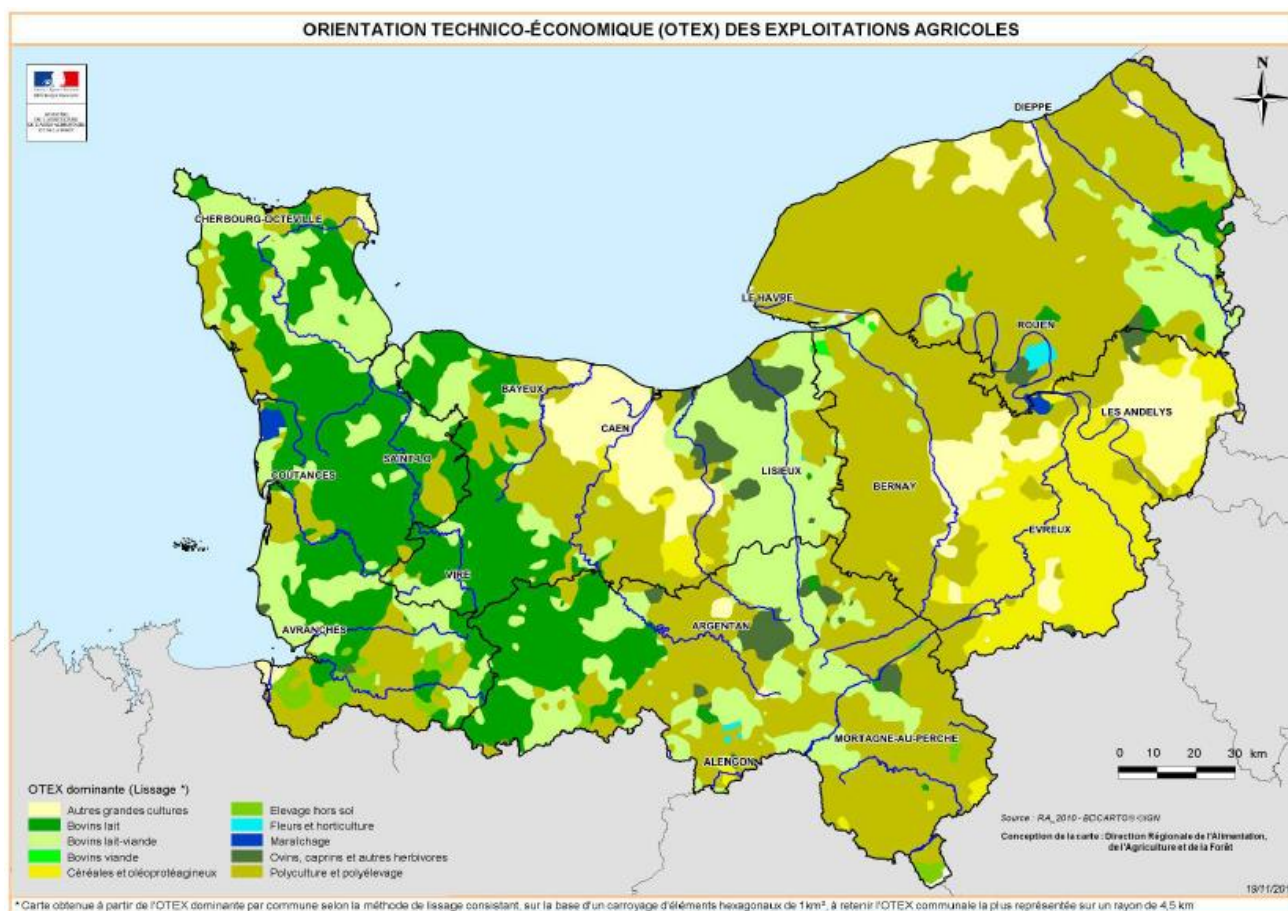 ORIENTATION TECHNICO-ÉCONOMIQUE (OTEX) DES EXPLOITATIONS AGRICOLES
N
DIEPPE
CHERBOURG-OCTEVILLE
LE HAVRE
ROUEN
BAYEUX
LES ANDELYS
CAEN
SAINT-LO
COUTANCES
LISIEUX
BERNAY
EVREUX
VIRE
AVRANCHES
ARGENTAN
MORTAGNE-AU-PERCHE
ALENÇON
0 10 20 30 km
OTEX dominante (Lissage *)
Autres grandes cultures
Bovins lait
Bovins lait-viande
Bovins viande
Céréales et oléoprotéagineux
Elevage hors sol
Fleurs et horticulture
Maraîchage
Ovins, caprins et autres herbivores
Polyculture et polyélevage
Source : RA_2010 - BDCARTO® ©IGN
Conception de la carte : Direction Régionale de l'Alimentation,
de l'Agriculture et de la Forêt
* Carte obtenue à partir de l'OTEX dominante par commune selon la méthode de lissage consistant, sur la base d'un carroyage d'éléments hexagonaux de 1km², à retenir l'OTEX communale la plus représentée sur un rayon de 4,5 km